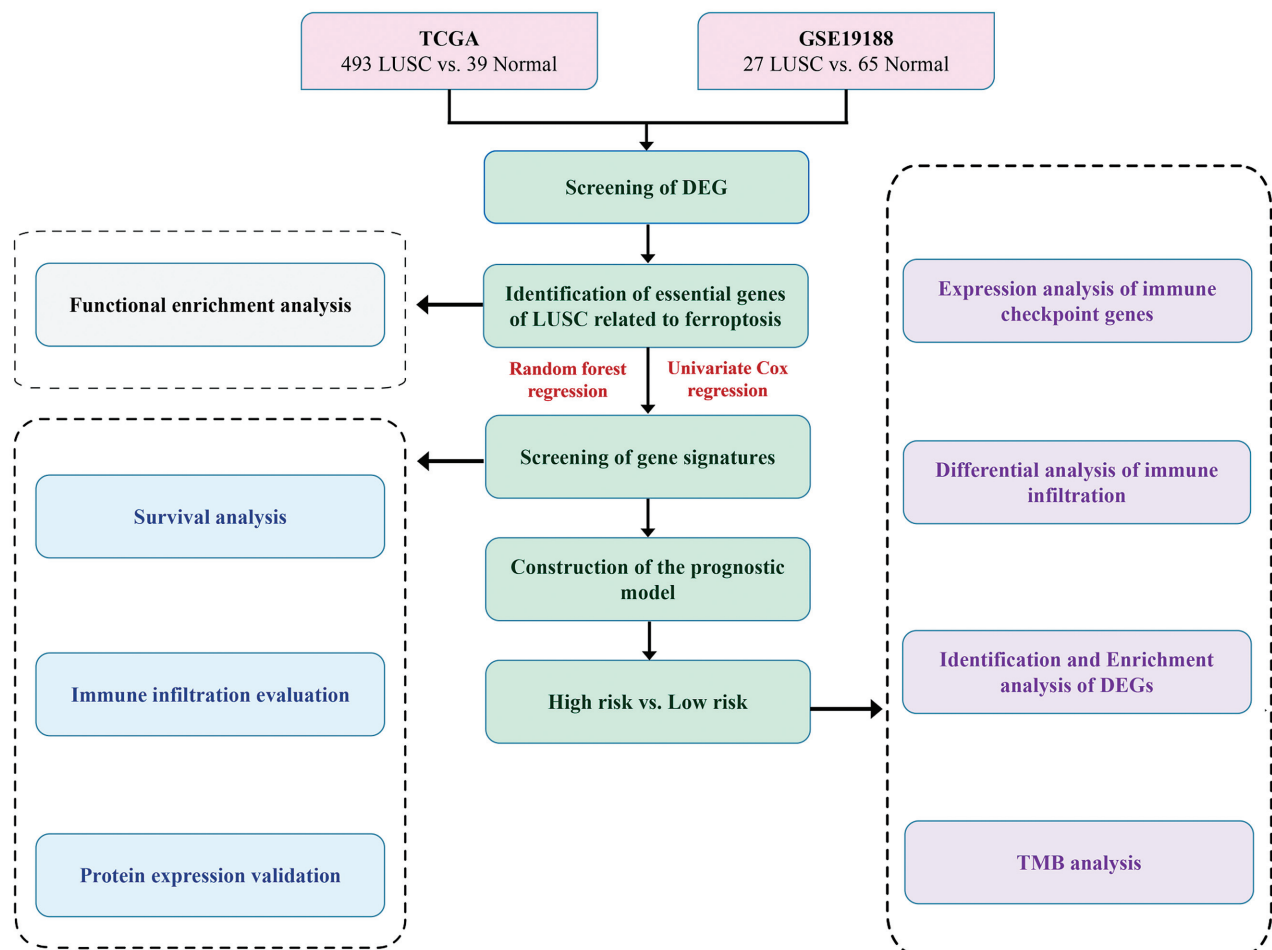 TCGA
493 LUSC vs. 39 Normal
GSE19188
27 LUSC vs. 65 Normal
Screening of DEG
Functional enrichment analysis
Identification of essential genes
of LUSC related to ferroptosis
Random forest
regression
Univariate Cox
regression
Screening of gene signatures
Construction of the prognostic
model
High risk vs. Low risk
Survival analysis
Immune infiltration evaluation
Protein expression validation
Expression analysis of immune
checkpoint genes
Differential analysis of immune
infiltration
Identification and Enrichment
analysis of DEGs
TMB analysis